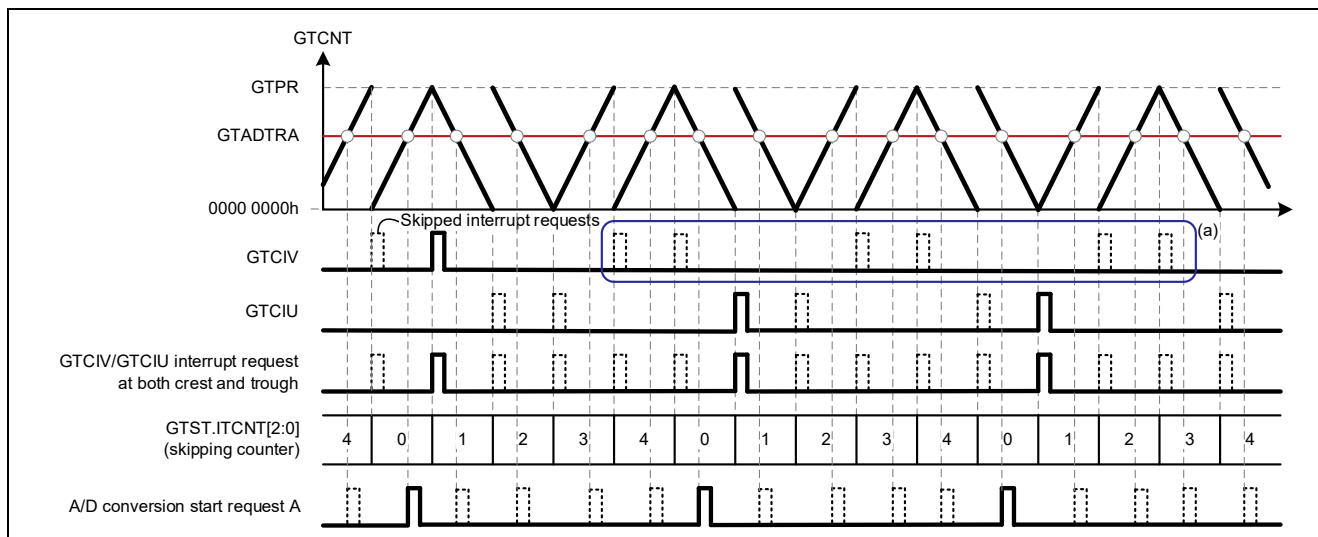 GTCNT
GTPR
GTADTRA
0000 0000h
Skipped interrupt requests
(a)
GTCIV
GTCIU
GTCIV/GTCIU interrupt request
at both crest and trough
GTST.ITCNT[2:0]
(skipping counter)
4 0 1 2 3 4 0 1 2 3 4 0 1 2 3 4
A/D conversion start request A